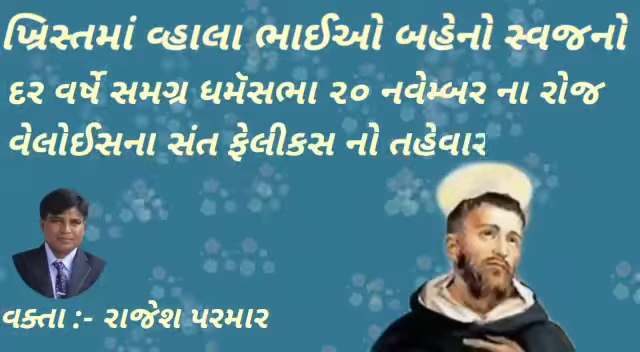 ખ્રિસ્તમાં વ્હાલા ભાઈઓ બહેનો સ્વજનો
દર વર્ષે સમગ્ર ધર્મસભા ૨૦ નવેમ્બર ના રોજ
વેલોઈસના સંત ફેલીકસ નો તહેવાર
વક્તા :- રાજેશ પરમાર